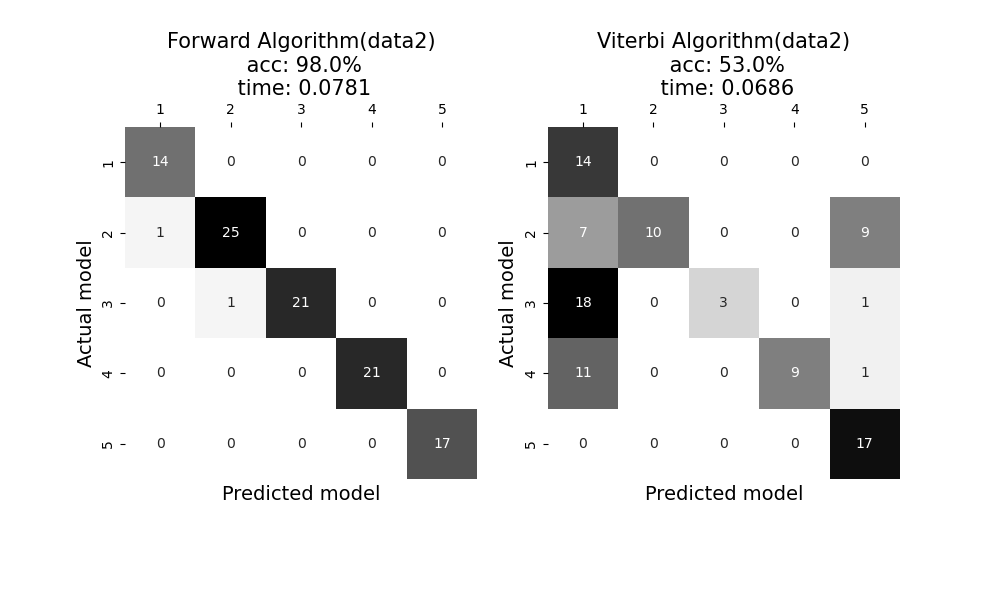 Forward Algorithm(data2)
acc: 98.0%
time: 0.0781
1 2 3 4 5
1 14 0 0 0 0
2 1 25 0 0 0
3 0 1 21 0 0
4 0 0 0 21 0
5 0 0 0 0 17
Actual model
Predicted model
Viterbi Algorithm(data2)
acc: 53.0%
time: 0.0686
1 2 3 4 5
1 14 0 0 0 0
2 7 10 0 0 9
3 18 0 3 0 1
4 11 0 0 9 1
5 0 0 0 0 17
Actual model
Predicted model